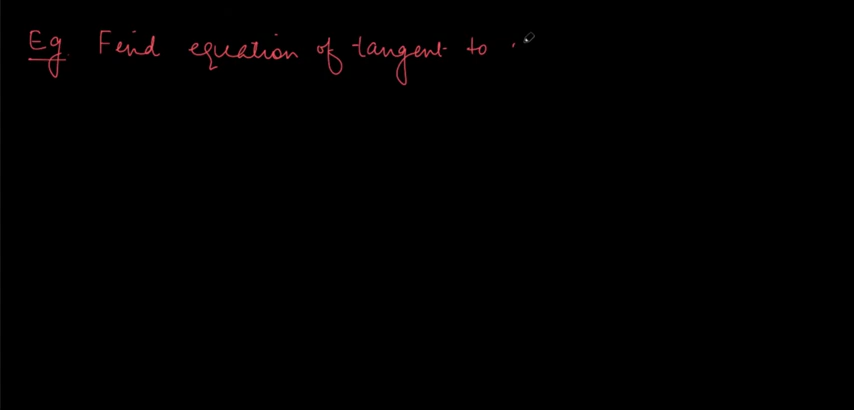 Eg. Find equation of tangent to